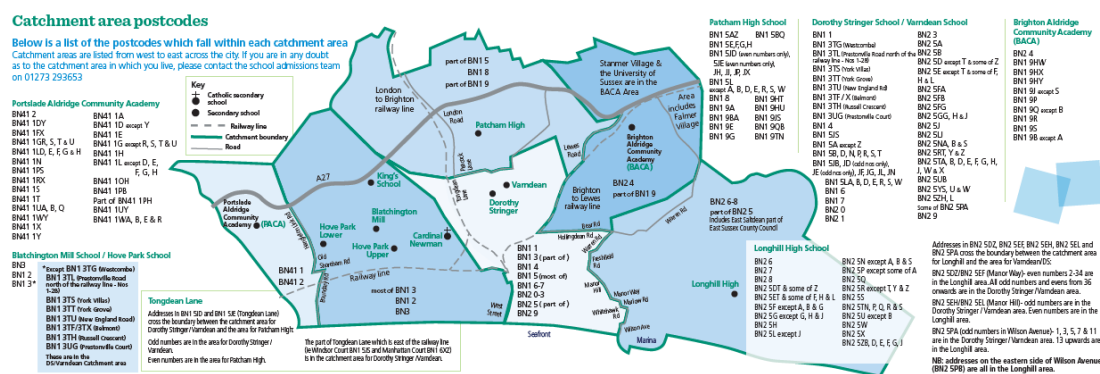 Catchment area postcodes
Below is a list of the postcodes which fall within each catchment area
Catchment areas are listed from west to east across the city. If you are in any doubt
as to the catchment area in which you live, please contact the school admissions team
on 01273 293653
Key
Catholic secondary
school
Secondary school
Railway line
Catchment boundary
Road
Portslade Aldridge Community Academy
BN41 2
BN41 1DY
BN41 1FX
BN41 1GR, S, T & U
BN41 1LD, E, F, G & H
BN41 1N
BN41 1PS
BN41 1RX
BN41 1S
BN41 1T
BN41 1UA, B, Q
BN41 1WY
BN41 1X
BN41 1Y
BN41 1A
BN41 1D except Y
BN41 1E
BN41 1G except R, S, T & U
BN41 1H
BN41 1L except D, E,
F, G, H
BN41 1OH
BN41 1PB
Part of BN41 1PH
BN41 1UY
BN41 1WA, B, E & R
Blatchington Mill School / Hove Park School
BN3
BN1 2
BN1 3*
*Except BN1 3TG (Westcombe)
BN1 3TL (Prestonville Road
north of the railway line - Nos
1-28)
BN1 3TS (York Villas)
BN1 3TT (York Grove)
BN1 3TU (New England Road)
BN1 3TF/3TX (Belmont)
BN1 3TH (Russell Crescent)
BN1 3UG (Prestonville Court)
These are in the
DS/Varndean Catchment area
Tongdean Lane
Addresses in BN1 5JD and BN1 5JE (Tongdean Lane)
cross the boundary between the catchment area for
Dorothy Stringer/Varndean and the area for Patcham High.
Odd numbers are in the area for Dorothy Stringer /
Varndean.
Even numbers are in the area for Patcham High.
The part of Tongdean Lane which is east of the railway line
(ie Windsor Court BN1 5JS and Manhattan Court BN1 6XZ)
is in the catchment area for Dorothy Stringer /Varndean.
part of BN1 5
BN1 8
part of BN1 9
London
to Brighton
railway line
London
Road
Patcham High
A27
King's
School
Varndean
Dorothy
Stringer
Stanmer Village &
the University of
Sussex are in the
BACA Area
Area
includes
Falmer
Village
Brighton
Aldridge
Community
Academy
(BACA)
Lewes
Road
BN2 4
part of BN1 9
Brighton
to Lewes
railway line
Portslade
Aldridge
Community
Academy
(PACA)
Hove Park
Lower
Blatchington
Mill
Hove Park
Upper
Cardinal
Newman
Old
Shoreham Rd
Railway line
BN41 1
BN41 2
most of BN1 3
BN1 2
BN3
West
Street
BN1 1
BN1 3 (part of )
BN1 4
BN1 5 (most of)
BN1 6-7
BN2 0-3
BN2 5 (part of )
BN2 9
Seafront
Bear Rd
Hollingdean Rd
Warren Rd
BN2 6-8
part of BN2 5
Includes East Saltdean part of
East Sussex County Council
Manor
Hill
Manor Way
Manor Rd
Whitehawk
Rd
Wilson Ave
Marina
Longhill High
Longhill High School
BN2 6
BN2 7
BN2 8
BN2 5DT & some of Z
BN2 5ET & some of F, H & L
BN2 5F except A, B & G
BN2 5G except G, H & J
BN2 5H
BN2 5L except J
BN2 5N except A, B & S
BN2 5P except some of A
BN2 5Q
BN2 5R except T, Y & Z
BN2 5S
BN2 5TN, P, Q, R & S
BN2 5U except B
BN2 5W
BN2 5X
BN2 5ZB, D, E, F, G, J
Patcham High School
BN1 5AZ
BN1 5E,F,G,H
BN1 5JD (even numbers only),
5JE (even numbers only),
JH, JL, JP, JX
BN1 5L
except A, B, D, E, R, S, W
BN1 8
BN1 9A
BN1 9BA
BN1 9E
BN1 9G
BN1 5BQ
BN1 9HT
BN1 9HU
BN1 9JS
BN1 9QB
BN1 9TN
Dorothy Stringer School / Varndean School
BN1 1
BN1 3TG (Westcombe)
BN1 3TL (Prestonville Road north of the
railway line - Nos 1-28)
BN1 3TS (York Villas)
BN1 3TT (York Grove)
BN1 3TU (New England Rd)
BN1 3TF / X (Belmont)
BN1 3TH (Russell Crescent)
BN1 3UG (Prestonville Court)
BN1 4
BN1 5JS
BN1 5A except Z
BN1 5B, D, N, P, R, S, T
BN1 5JB, JD (odd nos only),
JE (odd nos only), JF, JG, JL, JN
BN1 5LA, B, D, E, R, S, W
BN1 6
BN1 7
BN2 0
BN2 1
BN2 3
BN2 5A
BN2 5B
BN2 5D except T & some of Z
BN2 5E except T & some of F,
H & L
BN2 5FA
BN2 5FB
BN2 5FG
BN2 5GG, H & J
BN2 5J
BN2 5LJ
BN2 5NA, B & S
BN2 5RT, Y & Z
BN2 5TA, B, D, E, F, G, H,
J, W & X
BN2 5UB
BN2 5YS, U & W
BN2 5ZH, L
Some of BN2 5PA
BN2 9
Brighton Aldridge
Community Academy
(BACA)
BN2 4
BN1 9HW
BN1 9HX
BN1 9HY
BN1 9J except S
BN1 9P
BN1 9Q except B
BN1 9R
BN1 9S
BN1 9B except A
Addresses in BN2 5DZ, BN2 5EF, BN2 5EH, BN2 5EL and
BN2 5PA cross the boundary between the catchment area
for Longhill and the area for Varndean/DS:
BN2 5DZ/BN2 5EF (Manor Way)- even numbers 2-34 are
in the Longhill area. All odd numbers and evens from 36
onwards are in the Dorothy Stringer / Varndean area.
BN2 5EH/BN2 5EL (Manor Hill)- odd numbers are in the
Dorothy Stringer / Varndean area. Even numbers are in the
Longhill area.
BN2 5PA (odd numbers in Wilson Avenue)- 1, 3, 5, 7 & 11
are in the Dorothy Stringer/Varndean area. 13 upwards are
in the Longhill area.
NB: addresses on the eastern side of Wilson Avenue
(BN2 5PB) are all in the Longhill area.